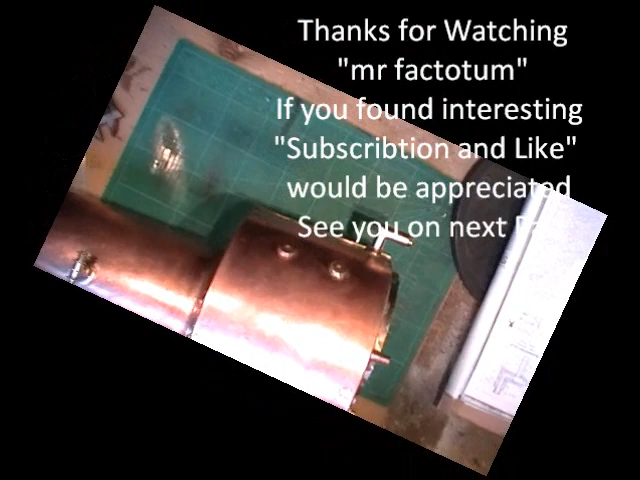 Thanks for Watching
"mr factotum"
If you found interesting
"Subscribtion and Like"
would be appreciated
See you on next